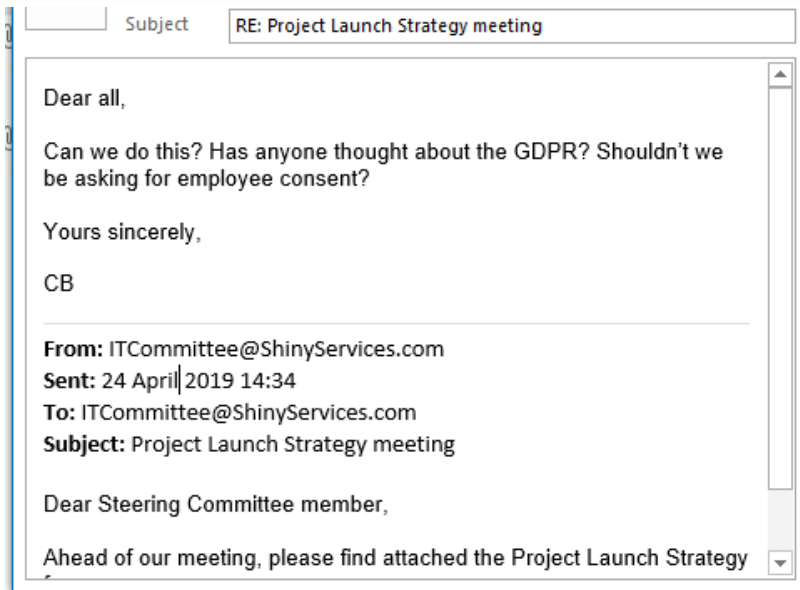 Subject RE: Project Launch Strategy meeting
Dear all,
Can we do this? Has anyone thought about the GDPR? Shouldn't we
be asking for employee consent?
Yours sincerely,
CB
From: ITCommittee@ShinyServices.com
Sent: 24 April 2019 14:34
To: ITCommittee@ShinyServices.com
Subject: Project Launch Strategy meeting
Dear Steering Committee member,
Ahead of our meeting, please find attached the Project Launch Strategy